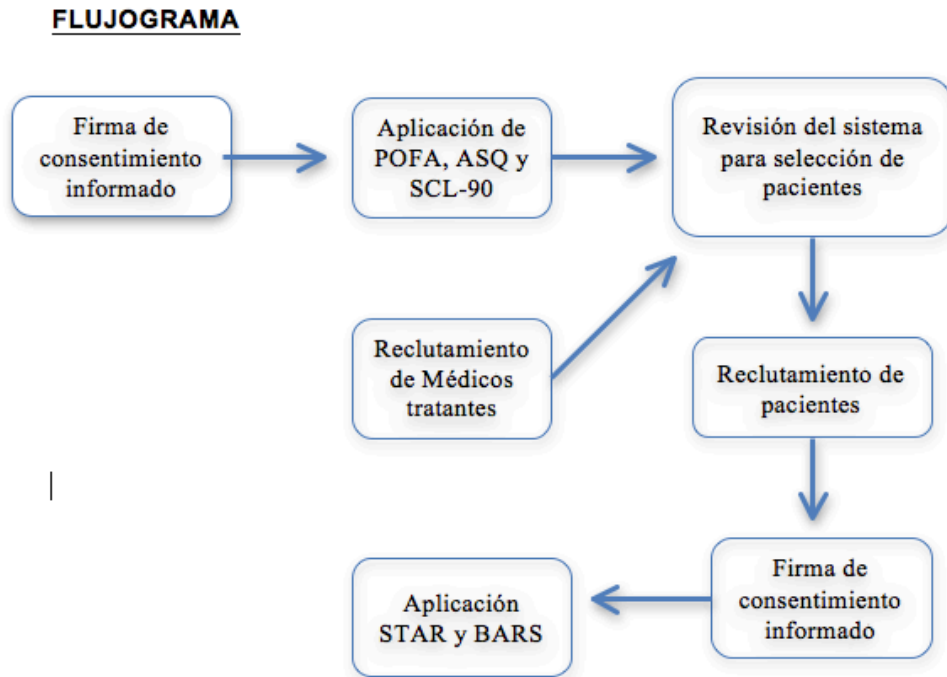 FLUJOGRAMA
Firma de
consentimiento
informado
Aplicación de
POFA, ASQ y
SCL-90
Revisión del sistema
para selección de
pacientes
Reclutamiento
de Médicos
tratantes
Reclutamiento de
pacientes
Aplicación
STAR y BARS
Firma de
consentimiento
informado